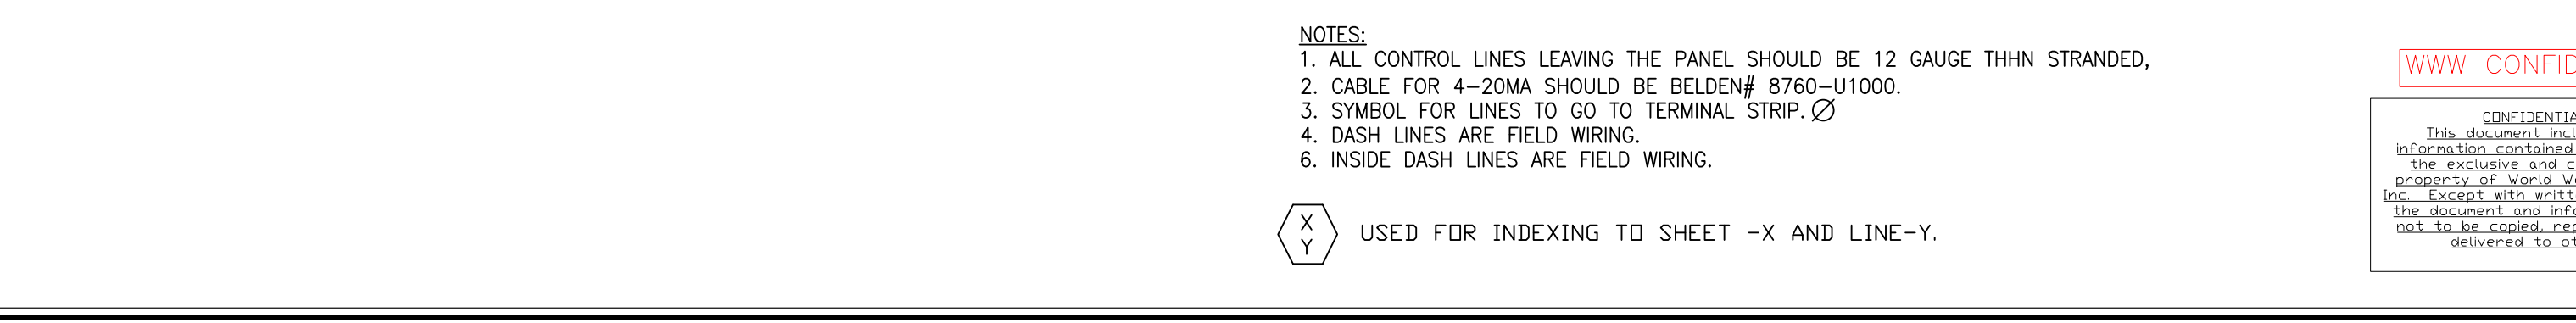 NOTES:
1. ALL CONTROL LINES LEAVING THE PANEL SHOULD BE 12 GAUGE THHN STRANDED,
2. CABLE FOR 4-20MA SHOULD BE BELDEN# 8760-U1000.
3. SYMBOL FOR LINES TO GO TO TERMINAL STRIP.
4. DASH LINES ARE FIELD WIRING.
6. INSIDE DASH LINES ARE FIELD WIRING.
X
Y
USED FOR INDEXING TO SHEET -X AND LINE-Y.
WWW CONFID
CONFIDENTIA
This document incl
information contained
the exclusive and c
property of World W
Inc. Except with writt
the document and info
not to be copied, rep
delivered to ot